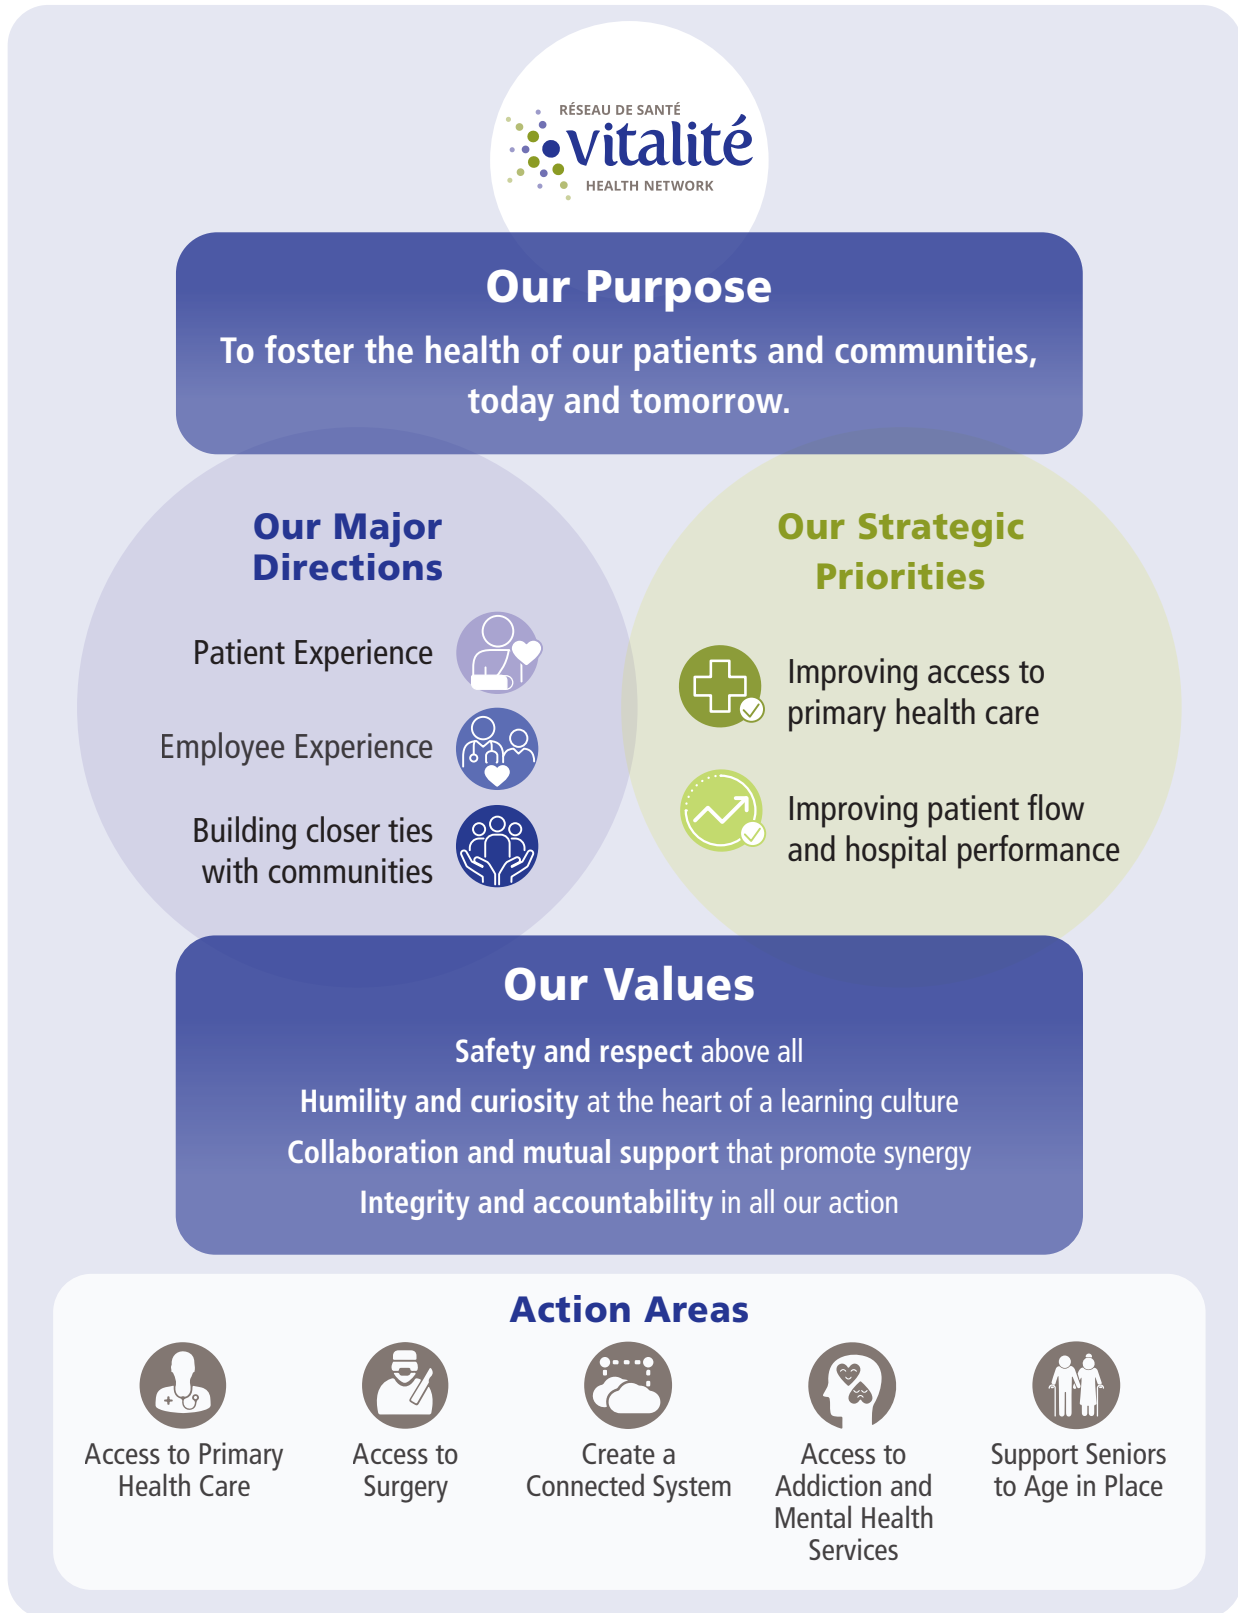 RÉSEAU DE SANTÉ
vitalité
HEALTH NETWORK
Our Purpose
To foster the health of our patients and communities,
today and tomorrow.
Our Major
Directions
Patient Experience
Employee Experience
Building closer ties
with communities
Our Strategic
Priorities
Improving access to
primary health care
Improving patient flow
and hospital performance
Our Values
Safety and respect above all
Humility and curiosity at the heart of a learning culture
Collaboration and mutual support that promote synergy
Integrity and accountability in all our action
Action Areas
Access to Primary
Health Care
Access to
Surgery
Create a
Connected System
Access to
Addiction and
Mental Health
Services
Support Seniors
to Age in Place